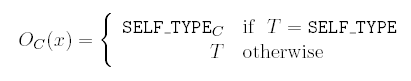 O_C(x) = { SELF_TYPE_C if T = SELF_TYPE
T otherwise